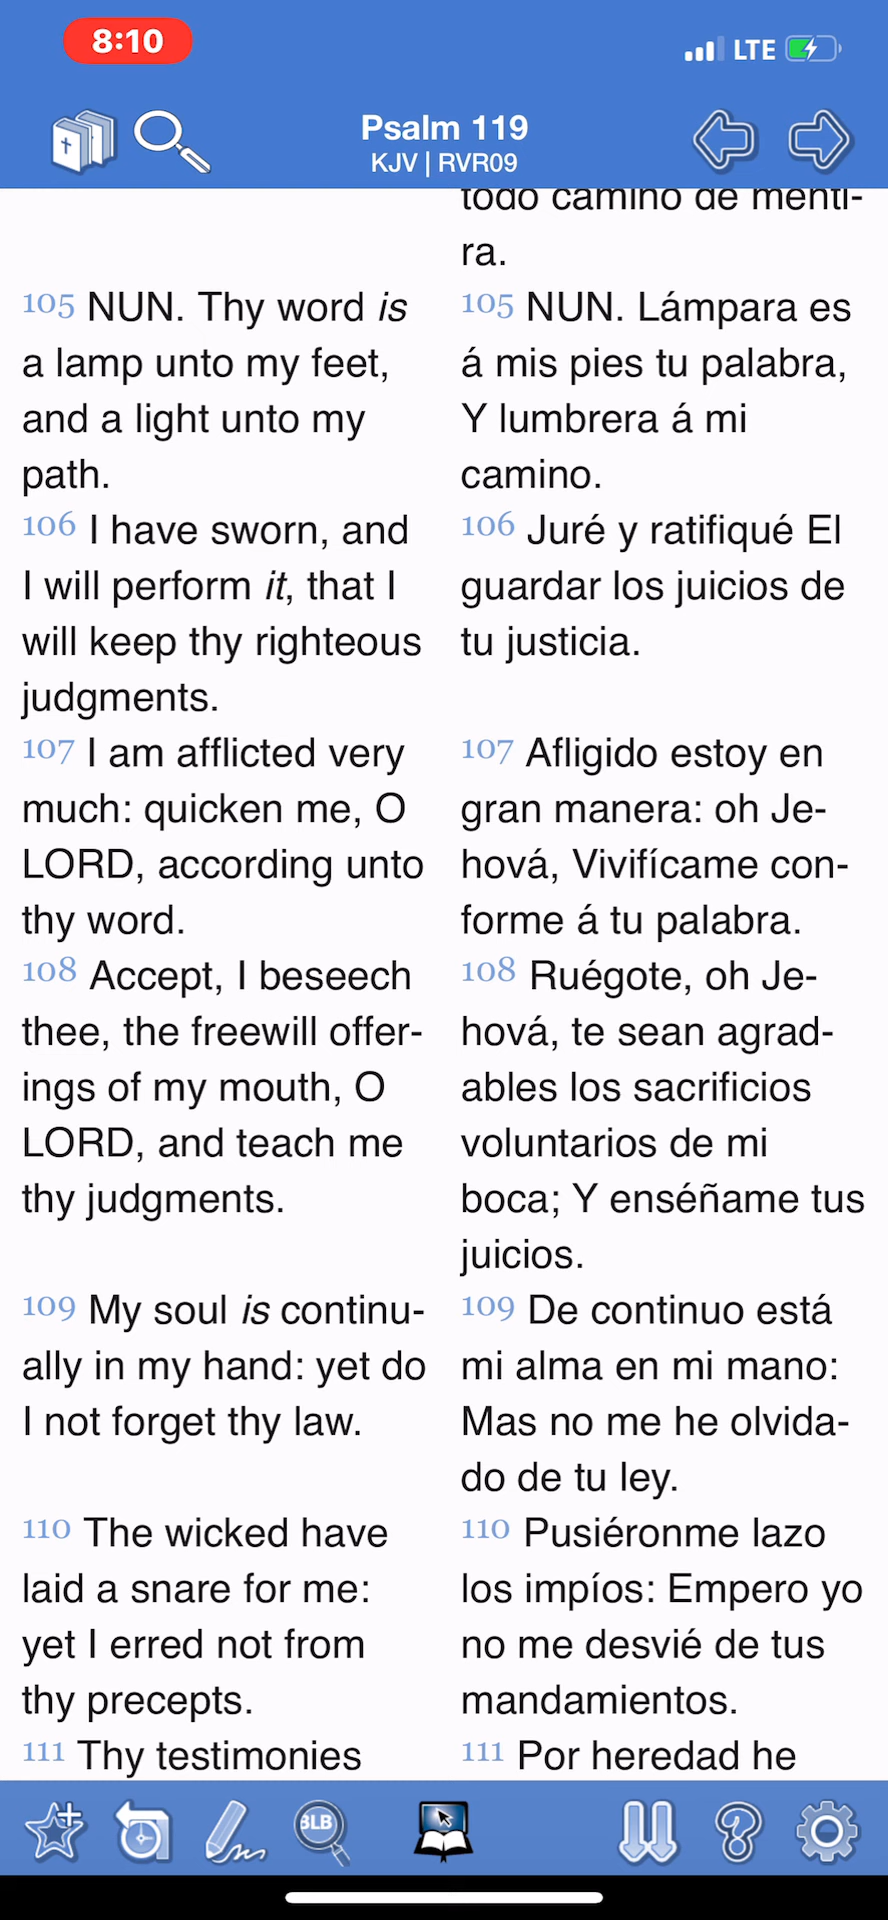 8:10
LTE
Psalm 119
KJV | RVR09
105 NUN. Thy word is
a lamp unto my feet,
and a light unto my
path.
106 I have sworn, and
I will perform it, that I
will keep thy righteous
judgments.
107 I am afflicted very
much: quicken me, O
LORD, according unto
thy word.
108 Accept, I beseech
thee, the freewill offer-
ings of my mouth, O
LORD, and teach me
thy judgments.
109 My soul is continu-
ally in my hand: yet do
I not forget thy law.
110 The wicked have
laid a snare for me:
yet I erred not from
thy precepts.
111 Thy testimonies
todo camino de menti-
ra.
105 NUN. Lámpara es
á mis pies tu palabra,
Y lumbrera á mi
camino.
106 Juré y ratifiqué El
guardar los juicios de
tu justicia.
107 Afligido estoy en
gran manera: oh Je-
hová, Vivifícame con-
forme á tu palabra.
108 Ruégote, oh Je-
hová, te sean agrad-
ables los sacrificios
voluntarios de mi
boca; Y enséñame tus
juicios.
109 De continuo está
mi alma en mi mano:
Mas no me he olvida-
do de tu ley.
110 Pusiéronme lazo
los impíos: Empero yo
no me desvié de tus
mandamientos.
111 Por heredad he
BLB